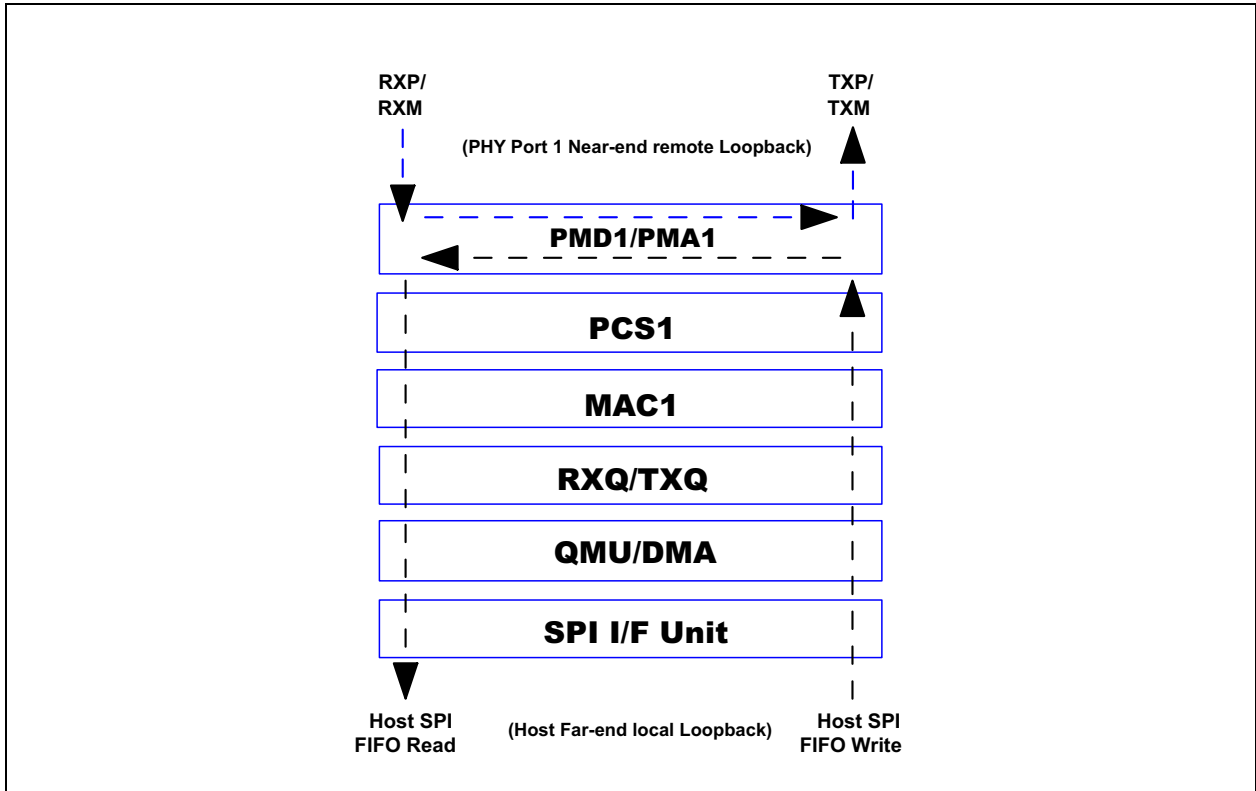 RXP/
RXM
TXP/
TXM
(PHY Port 1 Near-end remote Loopback)
PMD1/PMA1
PCS1
MAC1
RXQ/TXQ
QMU/DMA
SPI I/F Unit
Host SPI
FIFO Read
(Host Far-end local Loopback)
Host SPI
FIFO Write